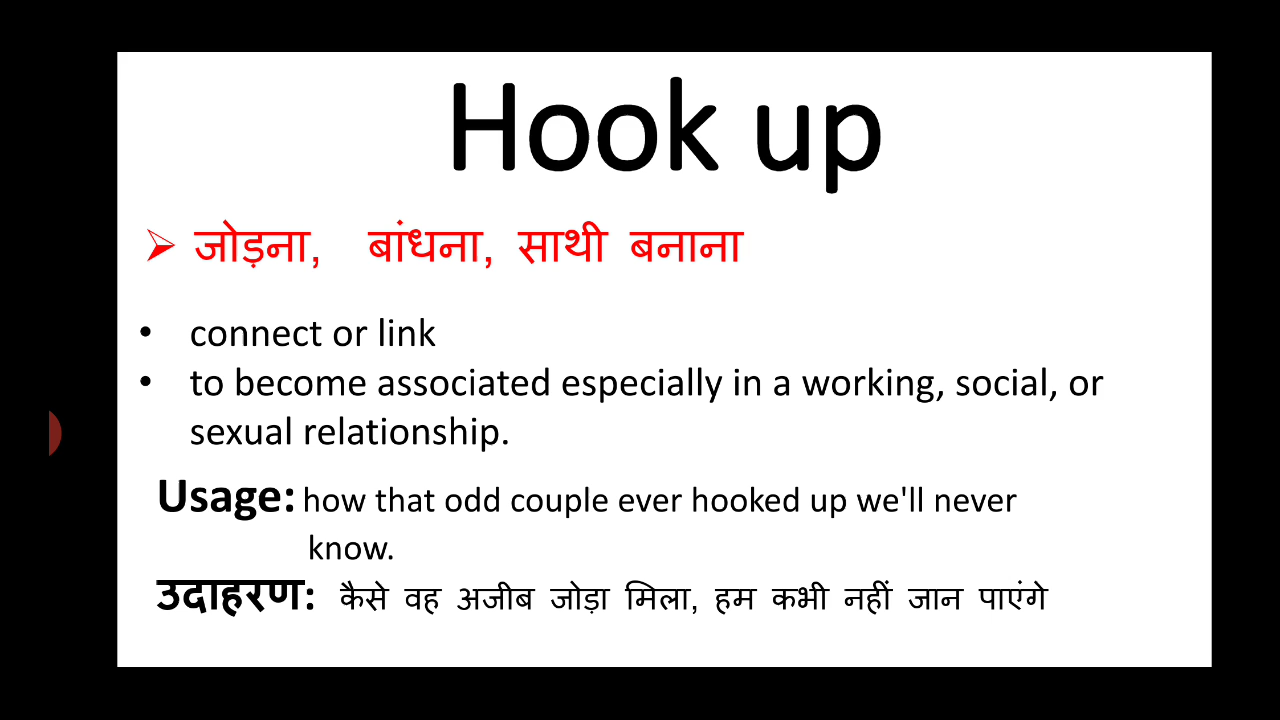 Hook up
➢ जोड़ना, बांधना, साथी बनाना
• connect or link
• to become associated especially in a working, social, or
sexual relationship.
Usage: how that odd couple ever hooked up we'll never
know.
उदाहरण: कैसे वह अजीब जोड़ा मिला, हम कभी नहीं जान पाएंगे